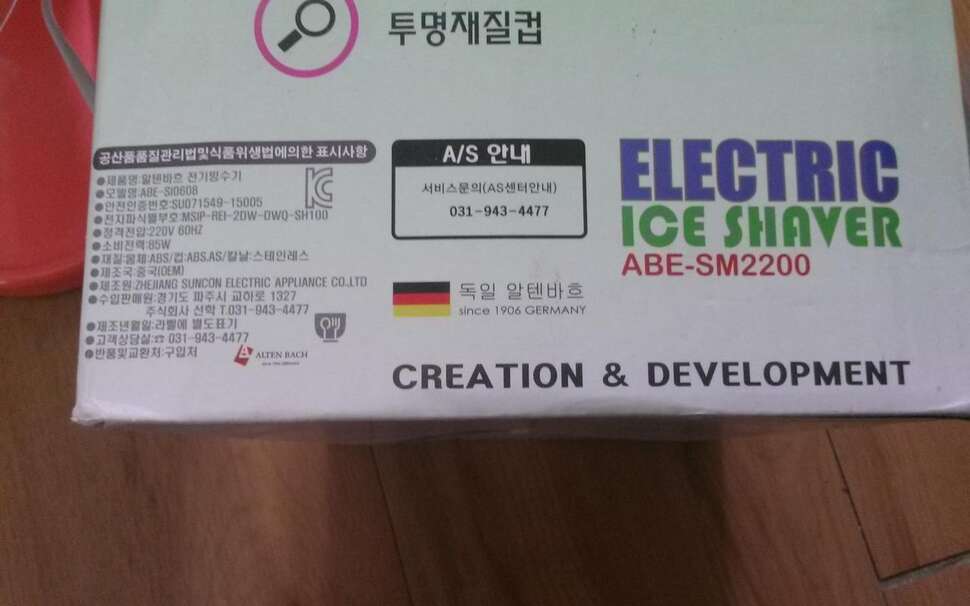 투명재질컵
공산품품질관리법및식품위생법에의한 표시사항
●제품명:알텐바흐 전기빙수기
●모델명:ABE-SI0608
●안전인증번호:SU071549-15005
●전자파식별부호:MSIP-REI-2DW-DWQ-SH100
●정격전압:220V 60HZ
●소비전력:85W
●재질:몸체:ABS/컵:ABS.AS/칼날:스테인레스
●제조국:중국(OEM)
●제조원:ZHEJIANG SUNCON ELECTRIC APPLIANCE CO.,LTD
●수입판매원:경기도 파주시 교하로 1327
주식회사 선학 T.031-943-4477
●제조년월일:라벨에 별도표기
●고객상담실:☎ 031-943-4477
●반품및교환처:구입처
ALTEN BACH
A/S 안내
서비스문의(AS센터안내)
031-943-4477
독일 알텐바흐
since 1906 GERMANY
ELECTRIC
ICE SHAVER
ABE-SM2200
CREATION & DEVELOPMENT